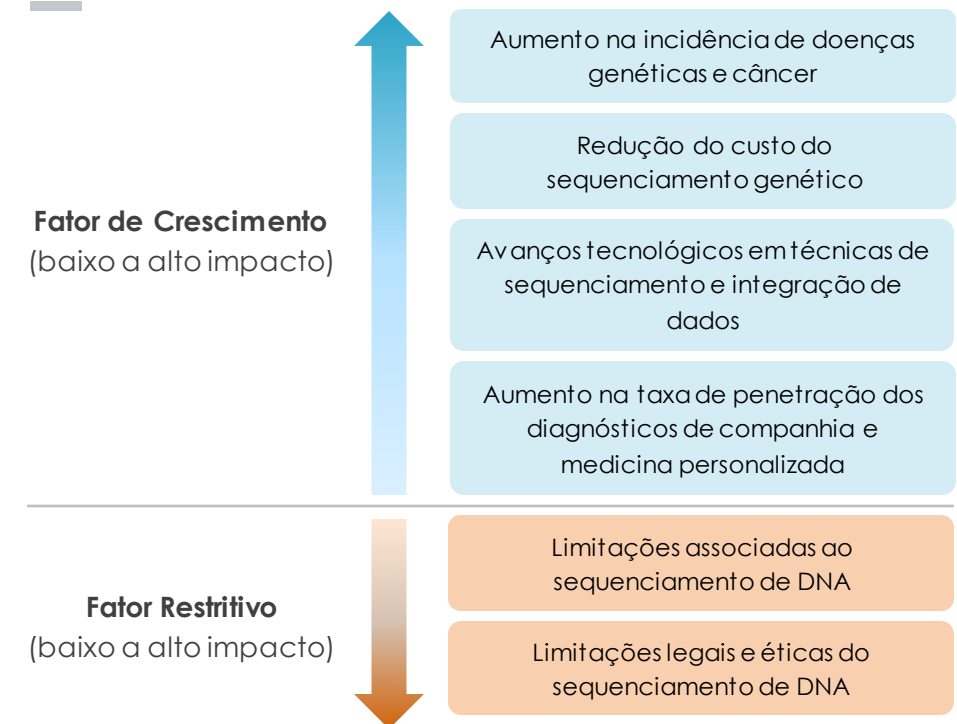 Aumento na incidência de doenças
genéticas e câncer
Redução do custo do
sequenciamento genético
Fator de Crescimento
(baixo a alto impacto)
Avanços tecnológicos em técnicas de
sequenciamento e integração de
dados
Aumento na taxa de penetração dos
diagnósticos de companhia e
medicina personalizada
Limitações associadas ao
sequenciamento de DNA
Fator Restritivo
(baixo a alto impacto)
Limitações legais e éticas do
sequenciamento de DNA